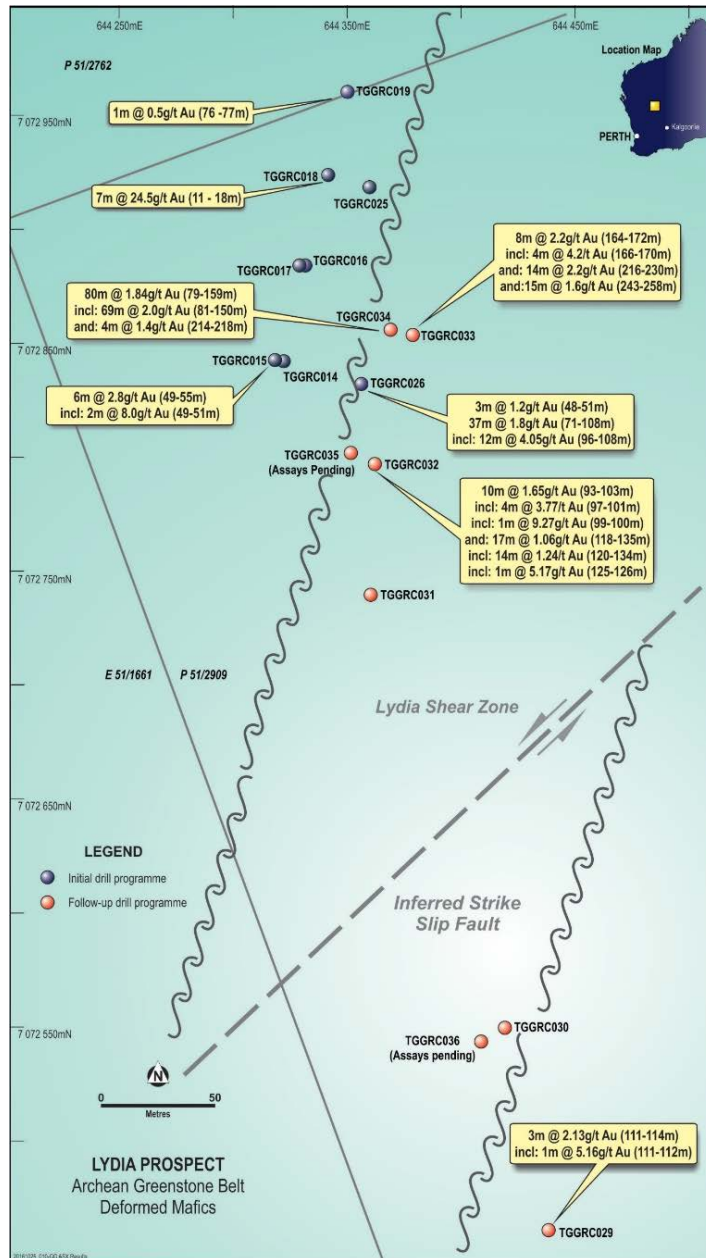 644 250mE
644 350mE
644 450mE
P 51/2762
Location Map
Kalgoorlie
PERTH
TGGRC019
1m @ 0.5g/t Au (76 -77m)
7 072 950mN
TGGRC018
7m @ 24.5g/t Au (11 - 18m)
TGGRC025
8m @ 2.2g/t Au (164-172m)
incl: 4m @ 4.2/t Au (166-170m)
and: 14m @ 2.2g/t Au (216-230m)
and:15m @ 1.6g/t Au (243-258m)
TGGRC017
TGGRC016
80m @ 1.84g/t Au (79-159m)
incl: 69m @ 2.0g/t Au (81-150m)
and: 4m @ 1.4g/t Au (214-218m)
TGGRC034
TGGRC033
7 072 850mN
TGGRC015
TGGRC014
TGGRC026
6m @ 2.8g/t Au (49-55m)
incl: 2m @ 8.0g/t Au (49-51m)
3m @ 1.2g/t Au (48-51m)
37m @ 1.8g/t Au (71-108m)
incl: 12m @ 4.05g/t Au (96-108m)
TGGRC035
(Assays Pending)
TGGRC032
10m @ 1.65g/t Au (93-103m)
incl: 4m @ 3.77g/t Au (97-101m)
incl: 1m @ 9.27g/t Au (99-100m)
and: 17m @ 1.06g/t Au (118-135m)
incl: 14m @ 1.24/t Au (120-134m)
incl: 1m @ 5.17g/t Au (125-126m)
7 072 750mN
TGGRC031
E 51/1661
P 51/2909
Lydia Shear Zone
7 072 650mN
LEGEND
Initial drill programme
Follow-up drill programme
Inferred Strike
Slip Fault
7 072 550mN
TGGRC030
TGGRC036
(Assays pending)
N
0
50
Metres
3m @ 2.13g/t Au (111-114m)
incl: 1m @ 5.16g/t Au (111-112m)
LYDIA PROSPECT
Archean Greenstone Belt
Deformed Mafics
TGGRC029